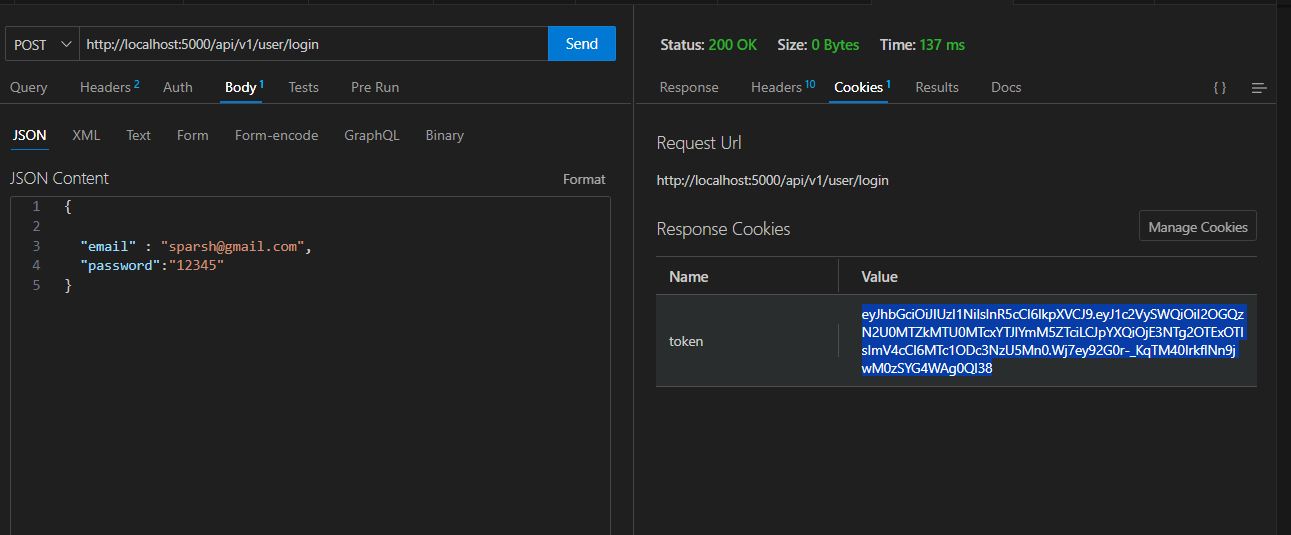 POST
http://localhost:5000/api/v1/user/login
Send
Query
Headers 2
Auth
Body 1
Tests
Pre Run
JSON
XML
Text
Form
Form-encode
GraphQL
Binary
JSON Content
Format
1 {
2
3 "email" : "sparsh@gmail.com",
4 "password":"12345"
5 }
Status: 200 OK
Size: 0 Bytes
Time: 137 ms
Response
Headers 10
Cookies 1
Results
Docs
{ }
Request Url
http://localhost:5000/api/v1/user/login
Response Cookies
Manage Cookies
Name
Value
token
eyJhbGciOiJIUzI1NiIsInR5cCI6IkpXVCJ9.eyJ1c2VySWQiOiI2OGQz
N2U0MTZkMTU0MTcxYTJlYmM5ZTciLCJpYXQiOjE3NTg2OTExOTI
sImV4cCI6MTc1ODc3NzU5Mn0.Wj7ey92G0r-_KqTM40IrkflNn9j
wM0zSYG4WAg0QI38